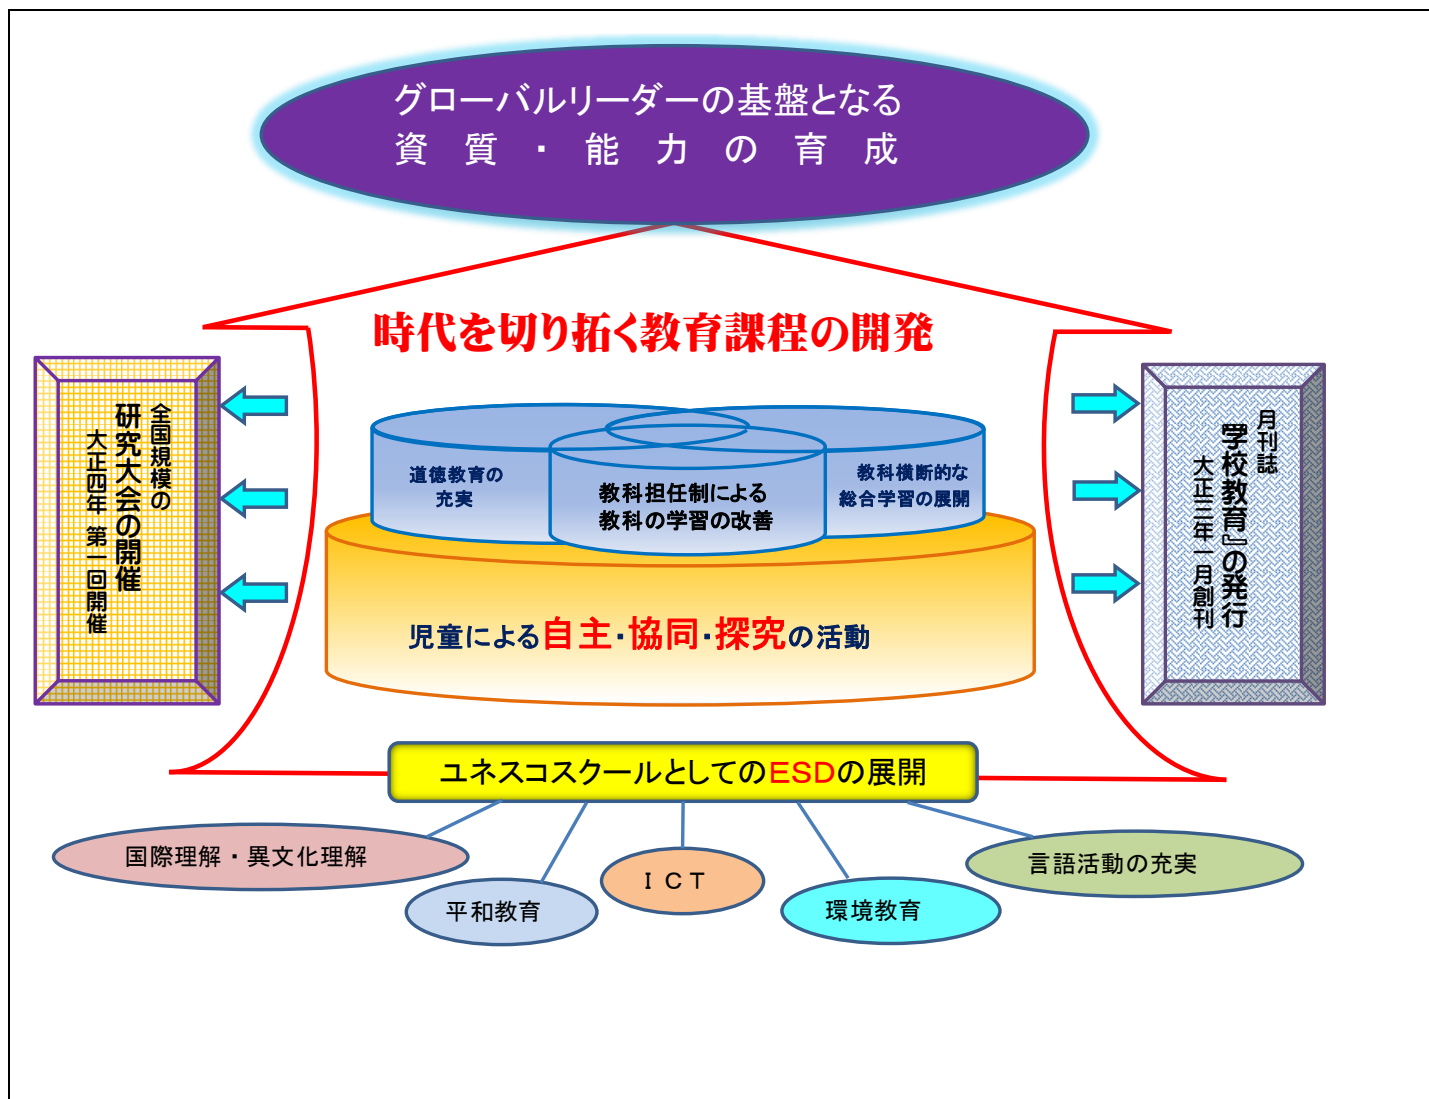 グローバルリーダーの基盤となる
資質・能力の育成
時代を切り拓く教育課程の開発
全国規模の
研究大会の開催
大正四年 第一回開催
月刊誌
『学校教育』の発行
大正三年一月創刊
道徳教育の
充実
教科担任制による
教科の学習の改善
教科横断的な
総合学習の展開
児童による自主・協同・探究の活動
ユネスコスクールとしてのESDの展開
国際理解・異文化理解
平和教育
ICT
環境教育
言語活動の充実